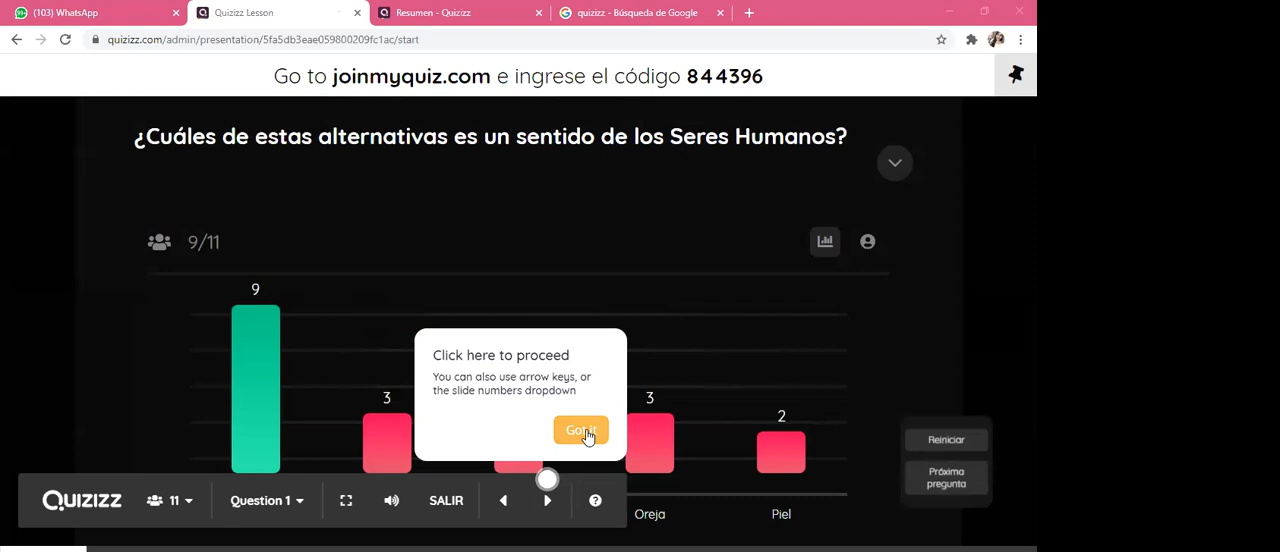 (103) WhatsApp
Quizizz Lesson
Resumen - Quizizz
quizizz - Búsqueda de Google
quizizz.com/admin/presentation/5fa5db3eae059800209fc1ac/start
Go to joinmyquiz.com e ingrese el código 844396
¿Cuáles de estas alternativas es un sentido de los Seres Humanos?
9/11
9
3
3
2
Click here to proceed
You can also use arrow keys, or
the slide numbers dropdown
Got it
Reiniciar
Próxima
pregunta
Quizizz
11
Question 1
SALIR
Oreja
Piel